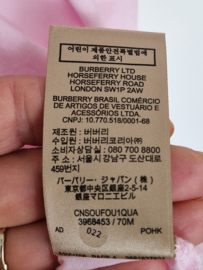 어린이 제품안전특별법에
의한 표시
BURBERRY LTD
HORSEFERRY HOUSE
HORSEFERRY ROAD
LONDON SW1P 2AW
BURBERRY BRASIL COMÉRCIO
DE ARTIGOS DE VESTUÁRIO E
ACESSÓRIOS LTDA.
CNPJ: 10.770.518/0001-68
제조원 : 버버리
수입원 : 버버리코리아㈜
소비자 상담실 080 700 8800
주소 : 서울시 강남구 도산대로
459번지
バーバリー・ジャパン(株)
東京都中央区銀座2-5-14
銀座マロニエビル
CNSOUFOU1QUA
3968453 / 70M
AD
022
POHK